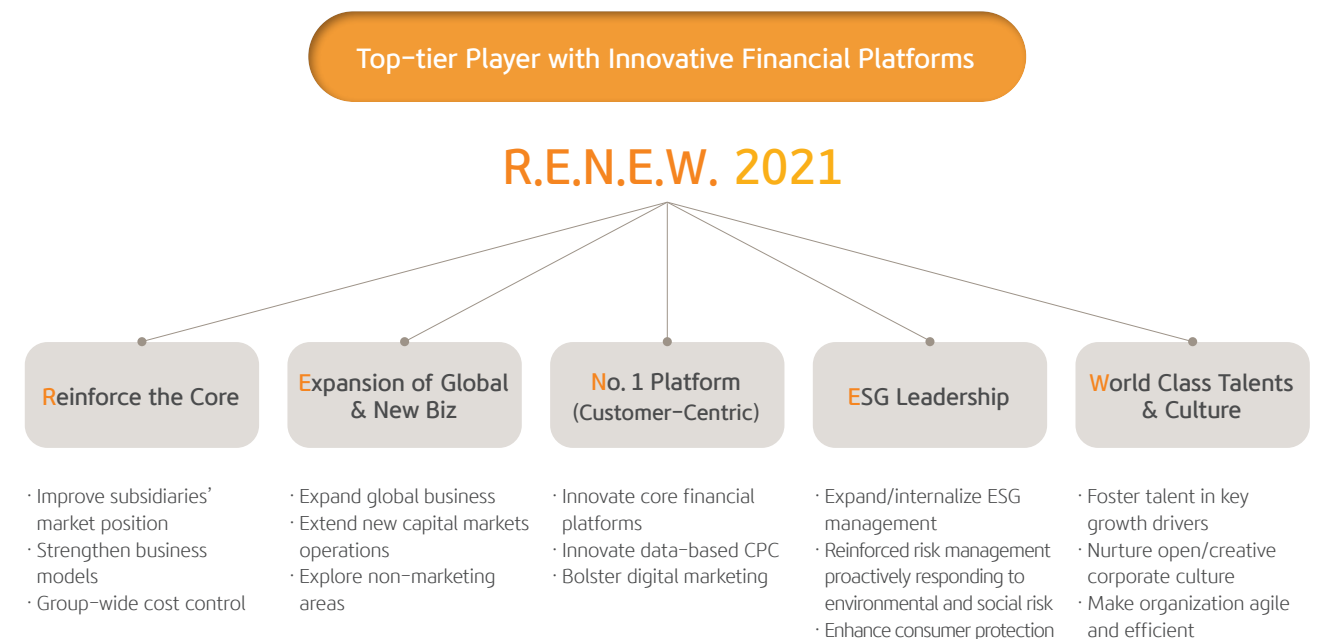 Top-tier Player with Innovative Financial Platforms
R.E.N.E.W. 2021
Reinforce the Core
· Improve subsidiaries’
market position
· Strengthen business
models
· Group-wide cost control
Expansion of Global
& New Biz
· Expand global business
· Extend new capital markets
operations
· Explore non-marketing
areas
No. 1 Platform
(Customer-Centric)
· Innovate core financial
platforms
· Innovate data-based CPC
· Bolster digital marketing
ESG Leadership
· Expand/internalize ESG
management
· Reinforced risk management
proactively responding to
environmental and social risk
· Enhance consumer protection
World Class Talents
& Culture
· Foster talent in key
growth drivers
· Nurture open/creative
corporate culture
· Make organization agile
and efficient